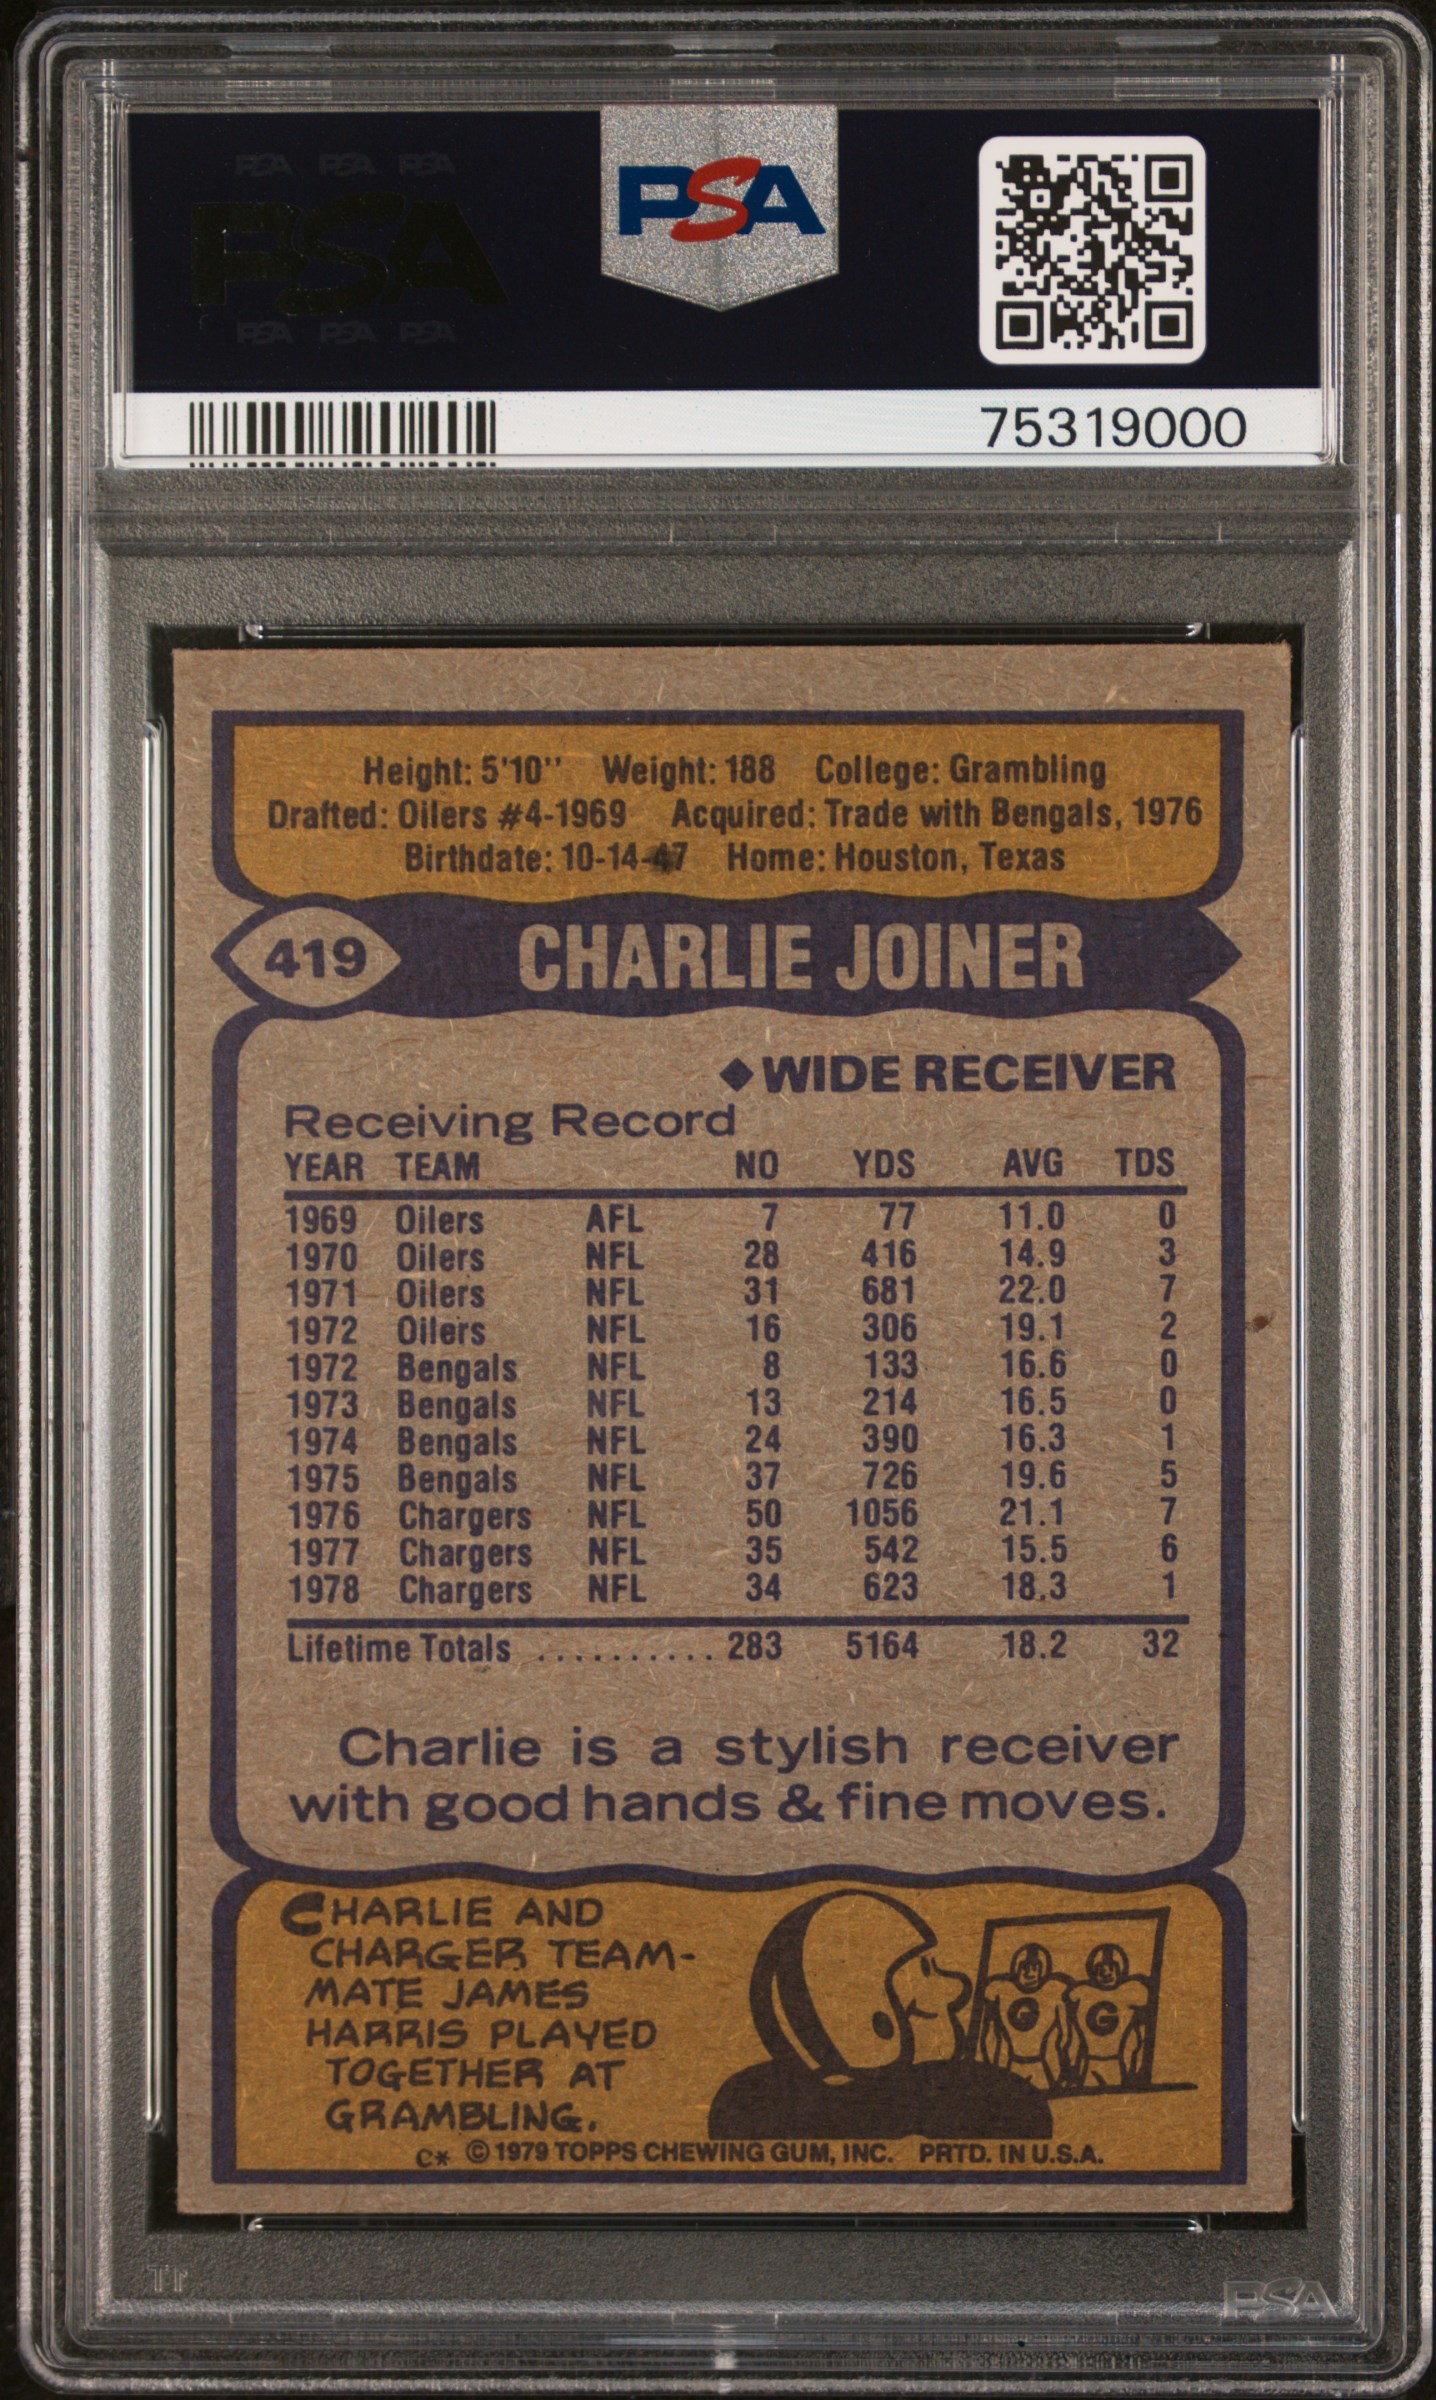 PSA PSA PSA
PSA
PSA PSA PSA
PSA
75319000
Height: 5'10'' Weight: 188 College: Grambling
Drafted: Oilers #4-1969 Acquired: Trade with Bengals, 1976
Birthdate: 10-14-47 Home: Houston, Texas
419 CHARLIE JOINER
◆WIDE RECEIVER
Receiving Record
YEAR TEAM NO YDS AVG TDS
1969 Oilers AFL 7 77 11.0 0
1970 Oilers NFL 28 416 14.9 3
1971 Oilers NFL 31 681 22.0 7
1972 Oilers NFL 16 306 19.1 2
1972 Bengals NFL 8 133 16.6 0
1973 Bengals NFL 13 214 16.5 0
1974 Bengals NFL 24 390 16.3 1
1975 Bengals NFL 37 726 19.6 5
1976 Chargers NFL 50 1056 21.1 7
1977 Chargers NFL 35 542 15.5 6
1978 Chargers NFL 34 623 18.3 1
Lifetime Totals .......... 283 5164 18.2 32
Charlie is a stylish receiver
with good hands & fine moves.
CHARLIE AND
CHARGER TEAM-
MATE JAMES
HARRIS PLAYED
TOGETHER AT
GRAMBLING.
G G
C* © 1979 TOPPS CHEWING GUM, INC. PRTD. IN U.S.A.
PSA